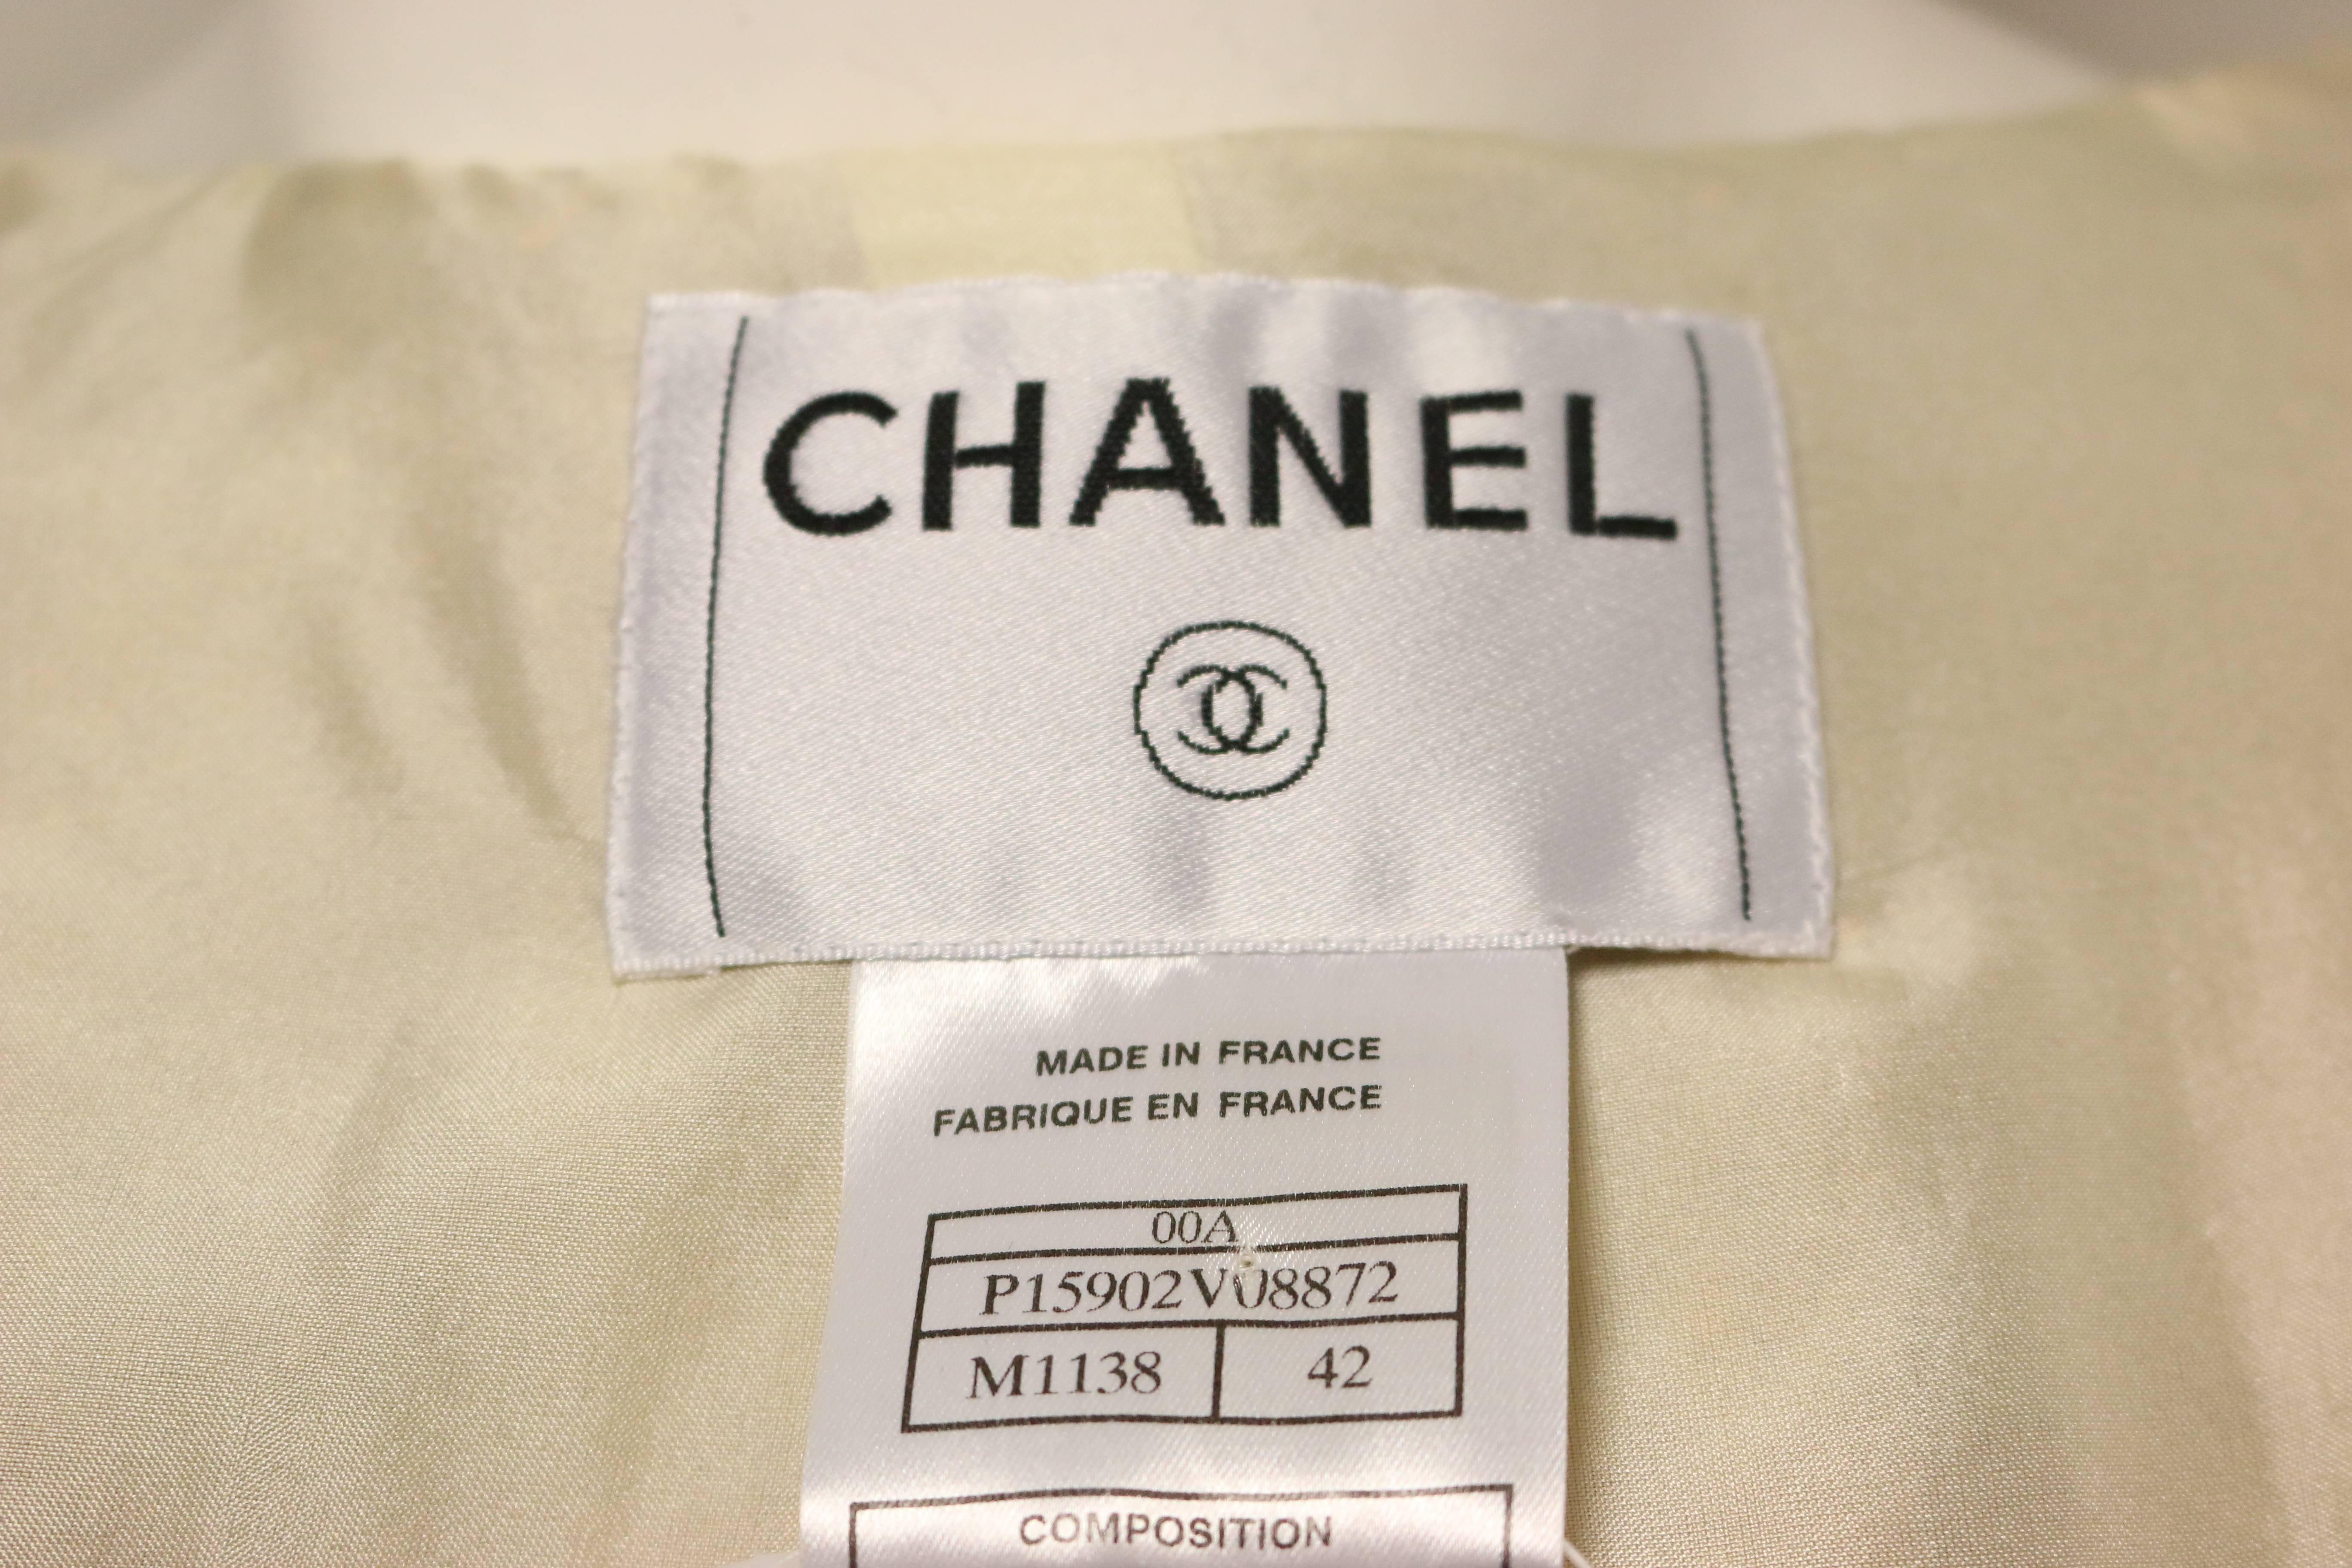 CHANEL
MADE IN FRANCE
FABRIQUE EN FRANCE
00A
P15902V08872
M1138 42
COMPOSITION